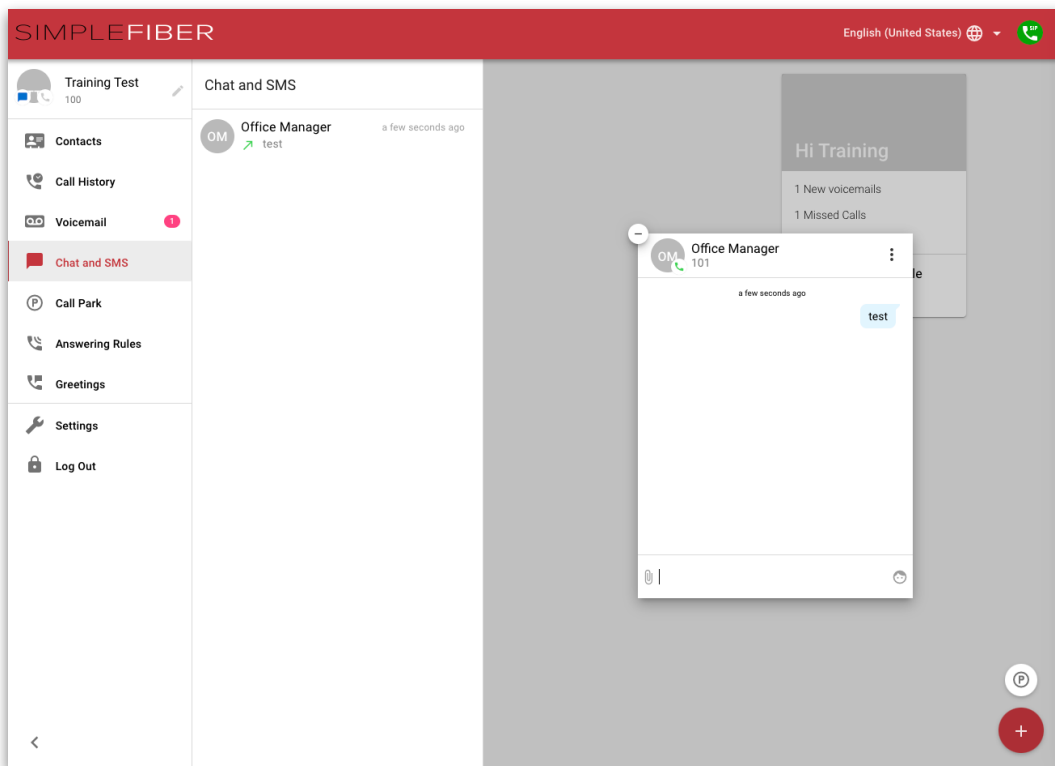 SIMPLEFIBER
English (United States)
SIP
Training Test
100
Contacts
Call History
Voicemail
1
Chat and SMS
P
Call Park
Answering Rules
Greetings
Settings
Log Out
Chat and SMS
OM
Office Manager
a few seconds ago
test
Hi Training
1 New voicemails
1 Missed Calls
le
OM
Office Manager
101
a few seconds ago
test
P